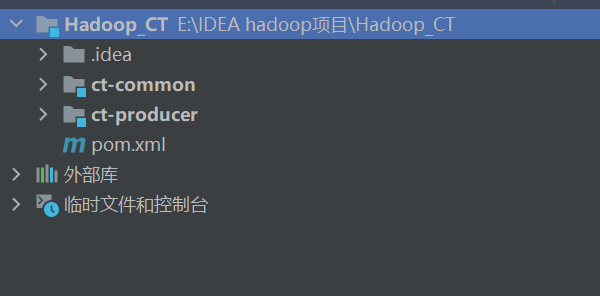 Hadoop_CT E:\IDEA hadoop项目\Hadoop_CT
.idea
ct-common
ct-producer
m pom.xml
外部库
临时文件和控制台